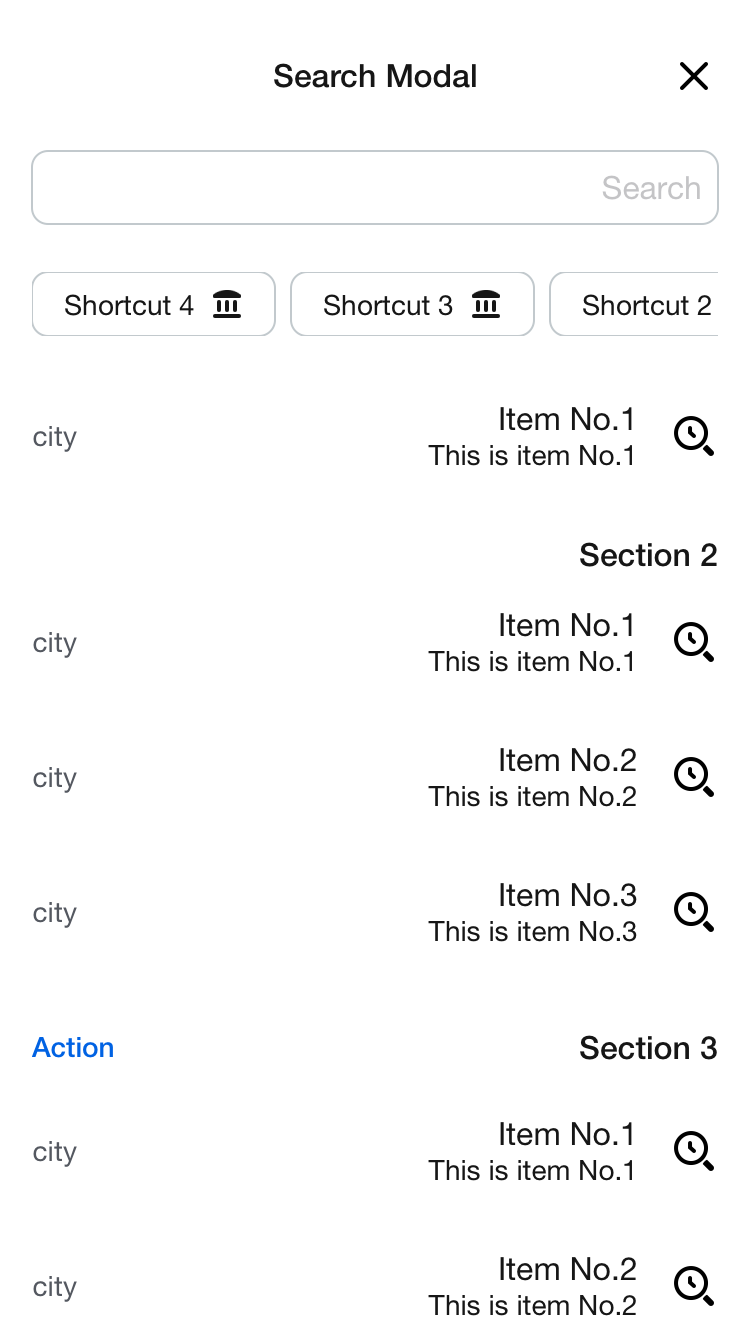 Search Modal
Search
Shortcut 4
Shortcut 3
Shortcut 2
Item No.1
This is item No.1
city
Section 2
Item No.1
This is item No.1
city
Item No.2
This is item No.2
city
Item No.3
This is item No.3
city
Section 3
Action
Item No.1
This is item No.1
city
Item No.2
This is item No.2
city